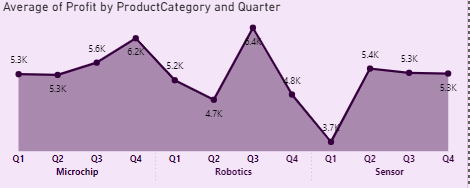 Average of Profit by ProductCategory and Quarter
5.3K 5.3K 5.6K 6.2K 5.2K 4.7K 6.4K 4.8K 3.7K 5.4K 5.3K 5.3K
Q1 Q2 Q3 Q4 Q1 Q2 Q3 Q4 Q1 Q2 Q3 Q4
Microchip Robotics Sensor